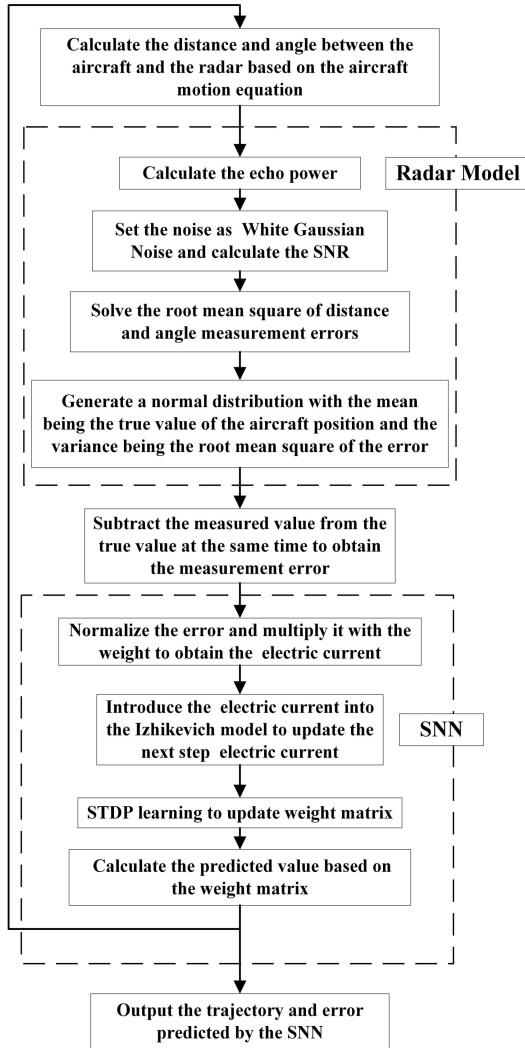 Calculate the distance and angle between the
aircraft and the radar based on the aircraft
motion equation
Radar Model
Calculate the echo power
Set the noise as White Gaussian
Noise and calculate the SNR
Solve the root mean square of distance
and angle measurement errors
Generate a normal distribution with the mean
being the true value of the aircraft position and the
variance being the root mean square of the error
Subtract the measured value from the
true value at the same time to obtain
the measurement error
Normalize the error and multiply it with the
weight to obtain the electric current
Introduce the electric current into
the Izhikevich model to update the
next step electric current
SNN
STDP learning to update weight matrix
Calculate the predicted value based on
the weight matrix
Output the trajectory and error
predicted by the SNN